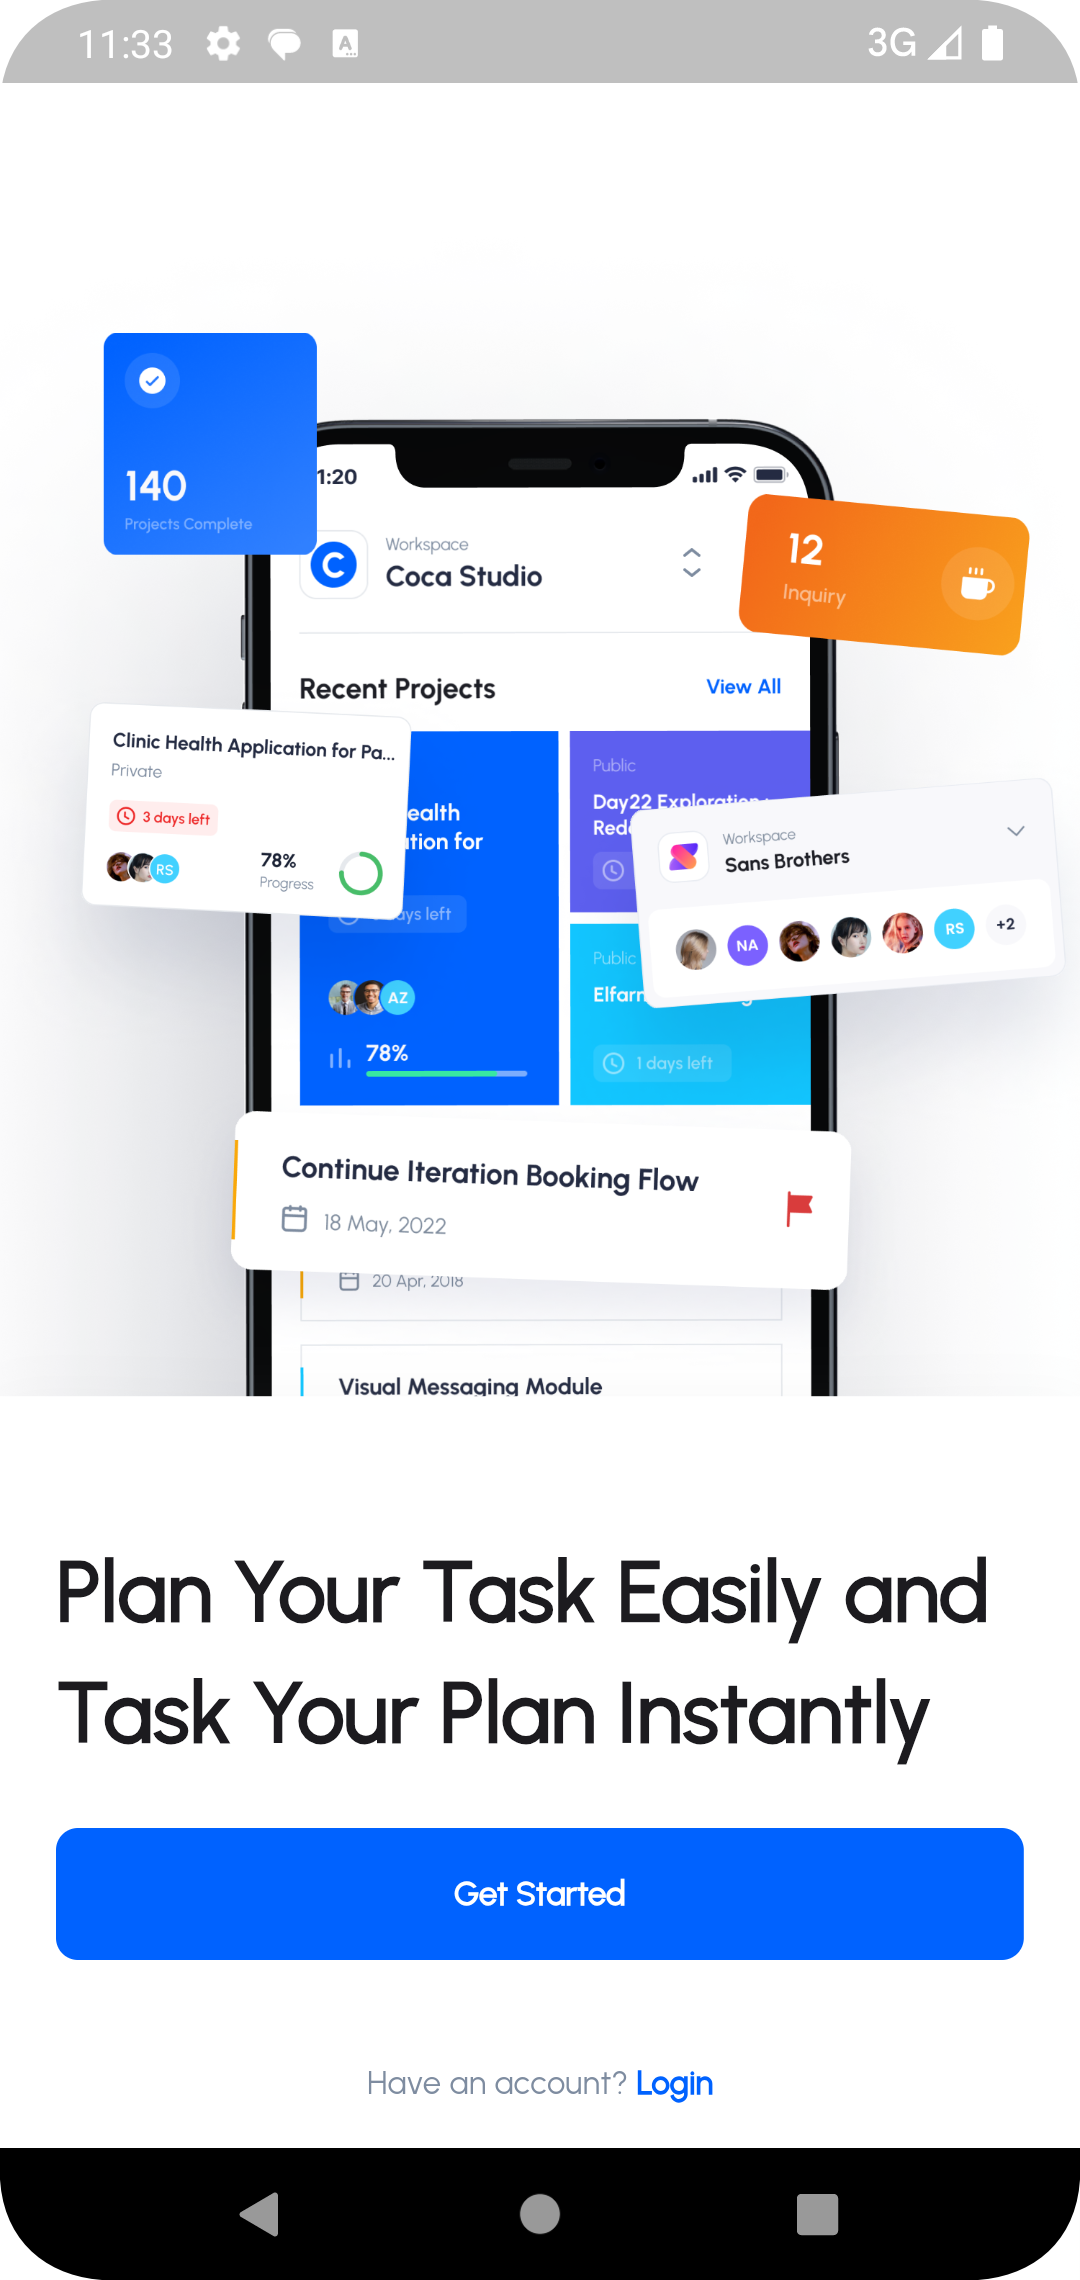 11:33
3G
140
Projects Complete
1:20
Workspace
Coca Studio
12
Inquiry
Recent Projects
View All
Clinic Health Application for Pa...
Private
3 days left
RS
78%
Progress
ealth
tion for
ays left
AZ
78%
Public
Day22 Exploration
Workspace
Sans Brothers
NA
RS
+2
Public
1 days left
Continue Iteration Booking Flow
18 May, 2022
20 Apr, 2018
Visual Messaging Module
Plan Your Task Easily and
Task Your Plan Instantly
Get Started
Have an account? Login